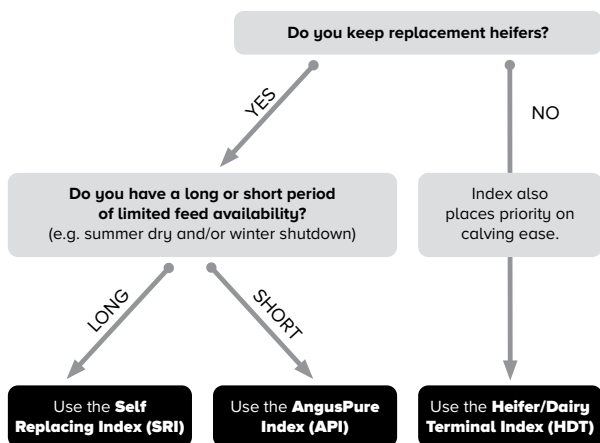 Do you keep replacement heifers?
YES
NO
Do you have a long or short period
of limited feed availability?
(e.g. summer dry and/or winter shutdown)
Index also
places priority on
calving ease.
LONG
SHORT
Use the Self
Replacing Index (SRI)
Use the AngusPure
Index (API)
Use the Heifer/Dairy
Terminal Index (HDT)